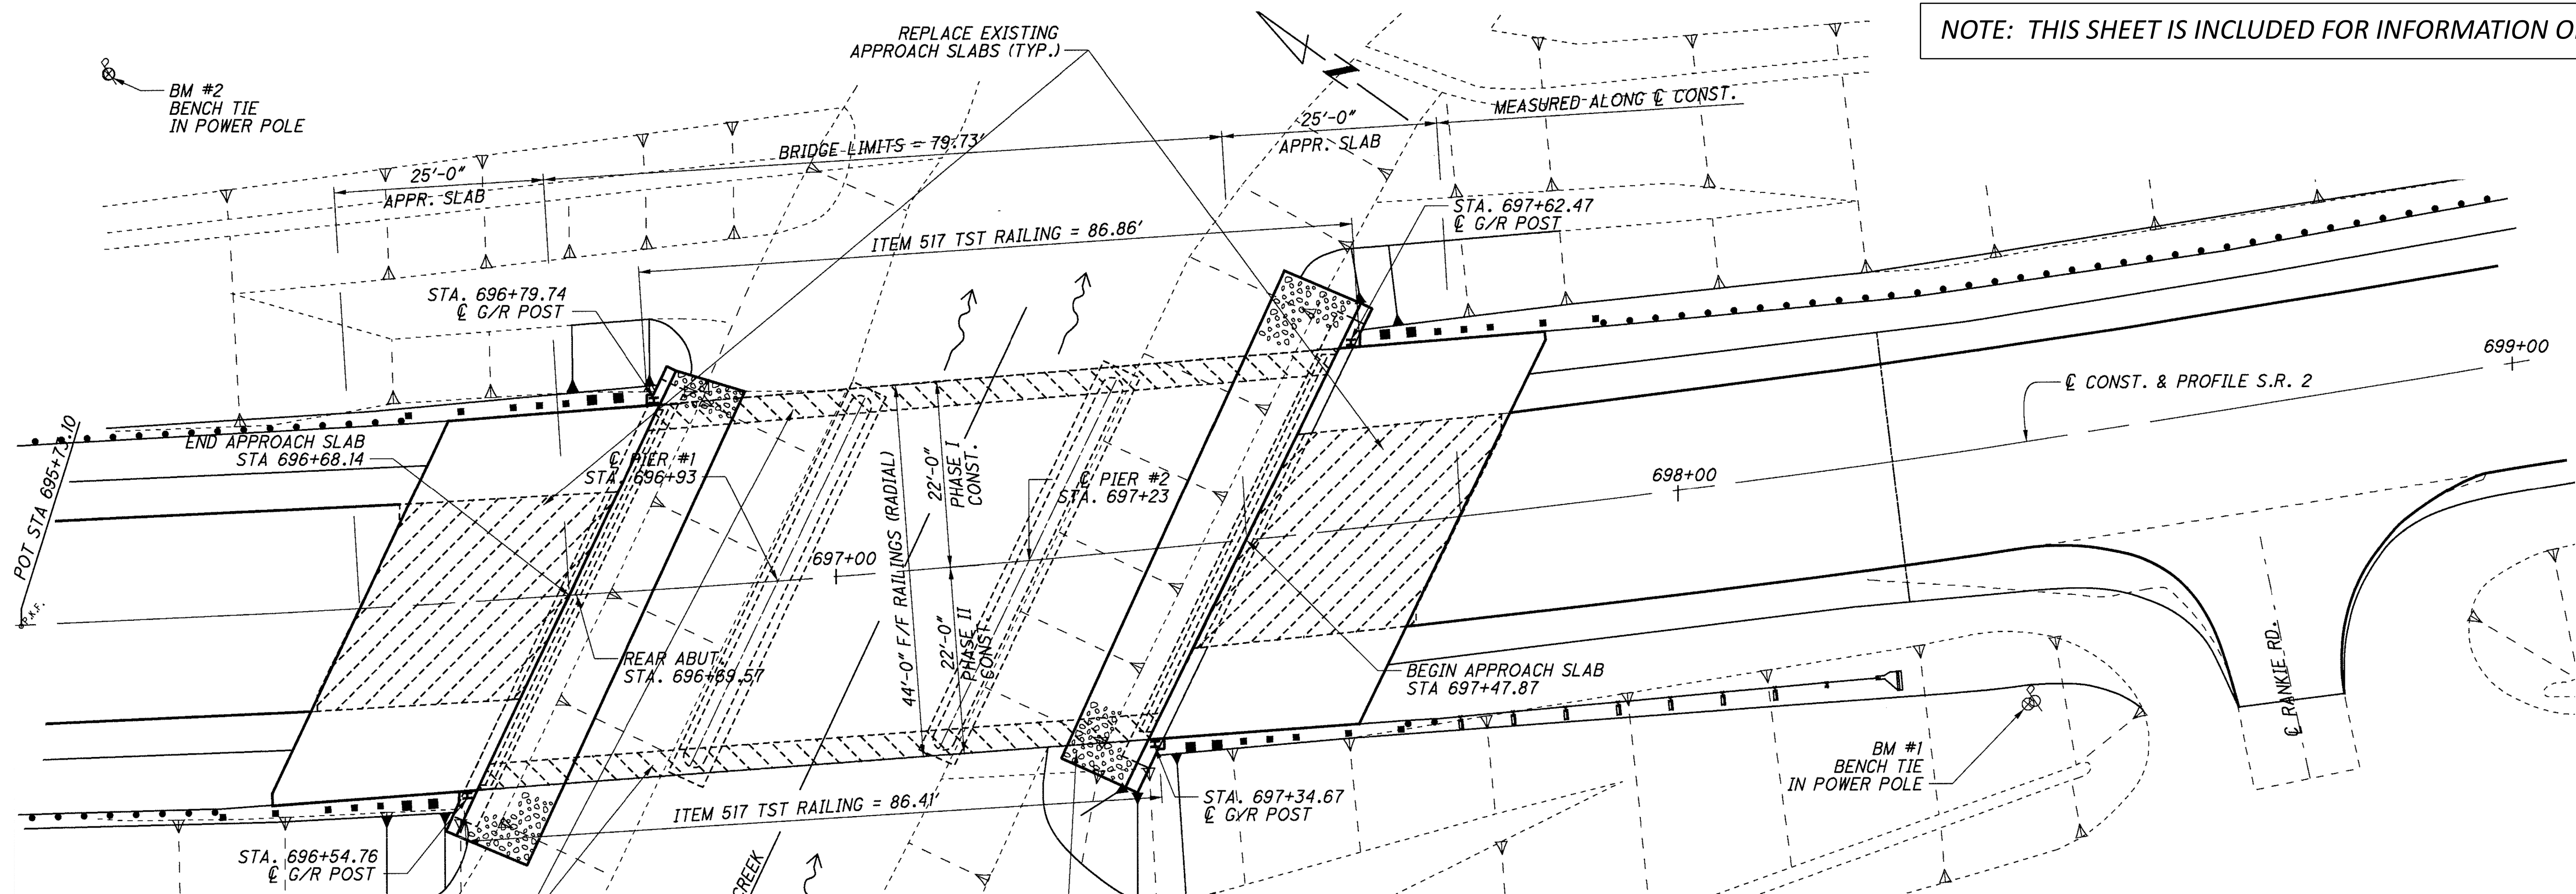 NOTE: THIS SHEET IS INCLUDED FOR INFORMATION
REPLACE EXISTING
APPROACH SLABS (TYP.)
BM #2
BENCH TIE
IN POWER POLE
N
MEASURED ALONG ℄ CONST.
25'-0"
APPR. SLAB
BRIDGE LIMITS = 79.73'
25'-0"
APPR. SLAB
STA. 697+62.47
℄ G/R POST
ITEM 517 TST RAILING = 86.86'
STA. 696+79.74
℄ G/R POST
699+00
℄ CONST. & PROFILE S.R. 2
POT STA 695+73.10
P.K.F.
END APPROACH SLAB
STA 696+68.14
℄ PIER #1
STA. 696+93
44'-0" F/F RAILINGS (RADIAL)
22'-0"
PHASE I
CONST.
℄ PIER #2
STA. 697+23
698+00
697+00
22'-0"
PHASE II
CONST.
REAR ABUT.
STA. 696+69.57
BEGIN APPROACH SLAB
STA 697+47.87
℄ RANKIE RD.
BM #1
BENCH TIE
IN POWER POLE
ITEM 517 TST RAILING = 86.41'
STA. 697+34.67
℄ G/R POST
STA. 696+54.76
℄ G/R POST
CREEK